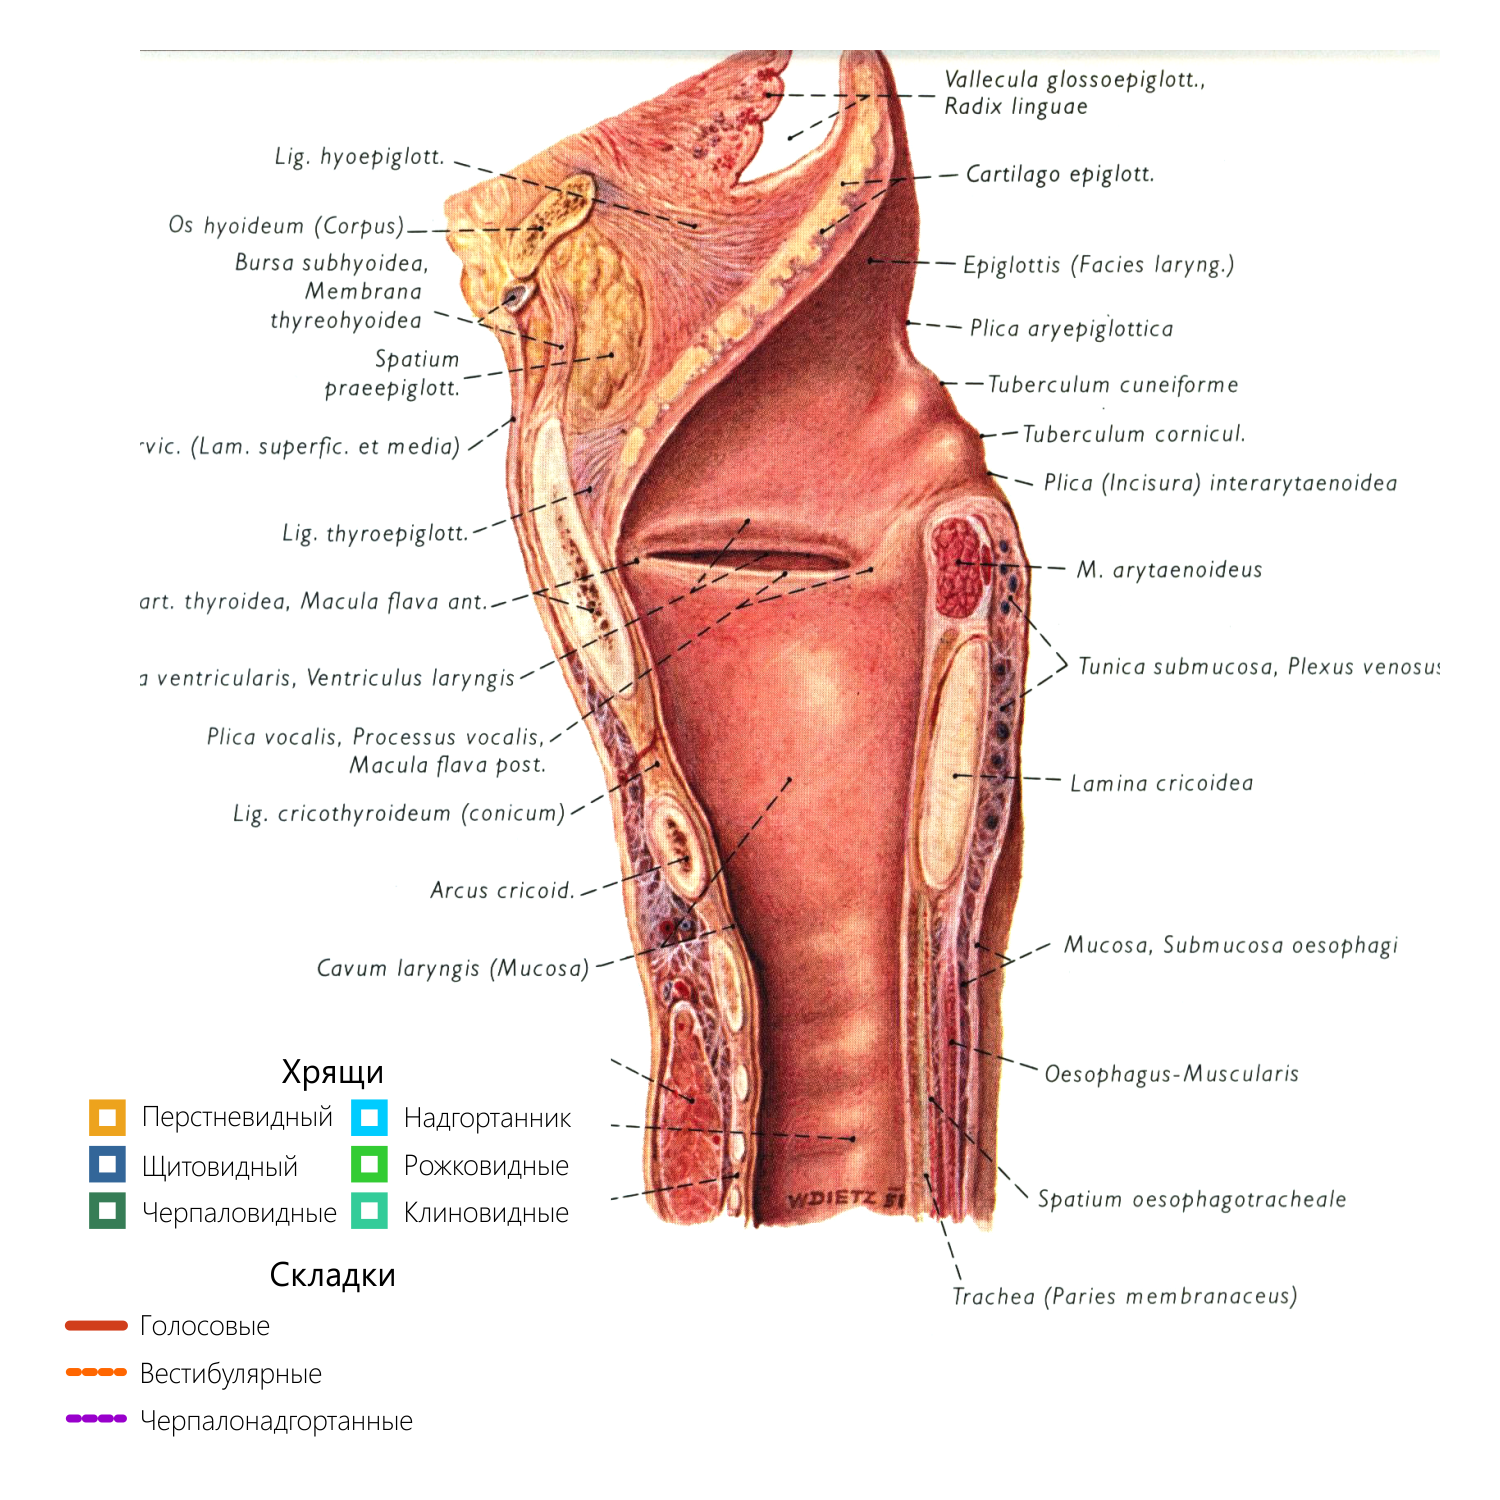 Vallecula glossoepiglott.,
Radix linguae
Lig. hyoepiglott.
Cartilago epiglott.
Os hyoideum (Corpus)
Bursa subhyoidea,
Membrana
thyreohyoidea
Epiglottis (Facies laryng.)
Plica aryepiglottica
Spatium
praeepiglott.
Tuberculum cuneiforme
rvic. (Lam. superfic. et media)
Tuberculum cornicul.
Plica (Incisura) interarytaenoidea
Lig. thyroepiglott.
M. arytaenoideus
art. thyroidea, Macula flava ant.
a ventricularis, Ventriculus laryngis
Tunica submucosa, Plexus venosus
Plica vocalis, Processus vocalis,
Macula flava post.
Lamina cricoidea
Lig. cricothyroideum (conicum)
Arcus cricoid.
Mucosa, Submucosa oesophagi
Cavum laryngis (Mucosa)
Oesophagus-Muscularis
Spatium oesophagotracheale
W.DIETZ 51
Trachea (Paries membranaceus)
Хрящи
Перстневидный
Надгортанник
Щитовидный
Рожковидные
Черпаловидные
Клиновидные
Складки
Голосовые
Вестибулярные
Черпалонадгортанные